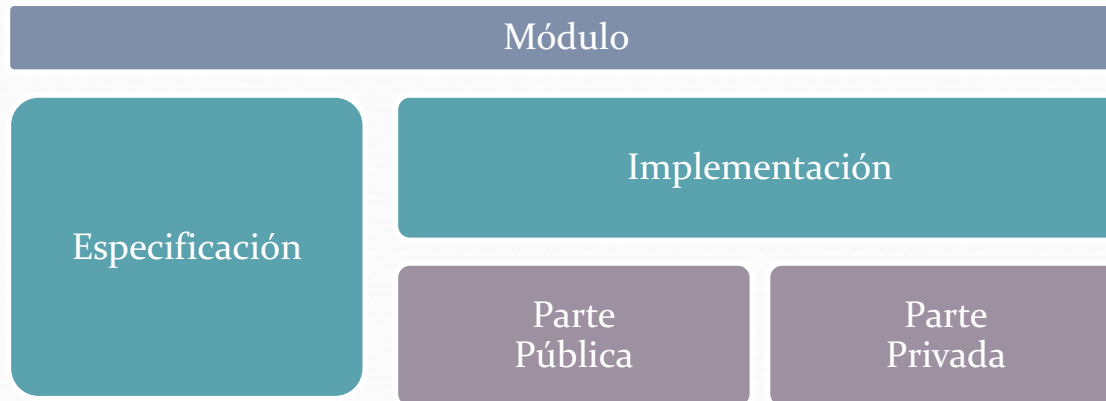 Módulo
Especificación
Implementación
Parte
Pública
Parte
Privada